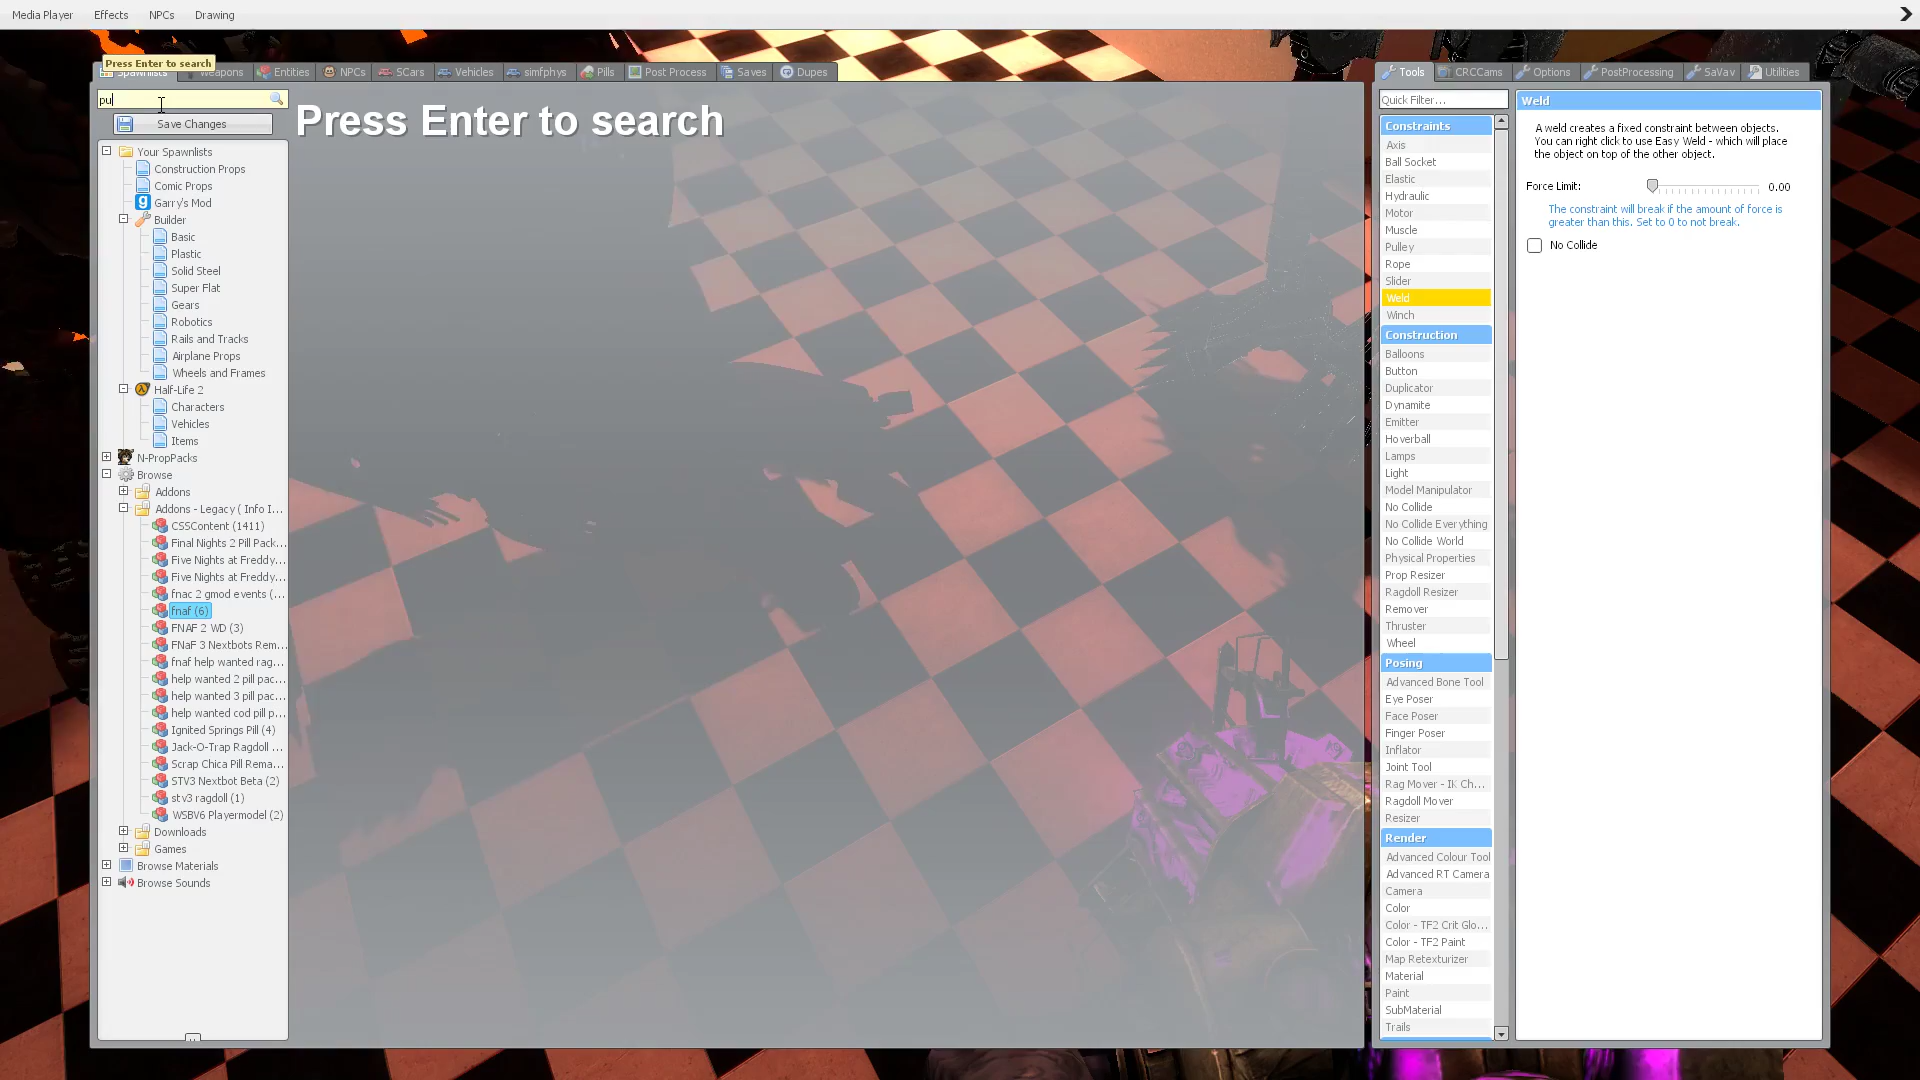 Media Player Effects NPCs Drawing
Press Enter to search
Spawnlists Weapons Entities NPCs SCars Vehicles simfphys Pills Post Process Saves Dupes
pu
Save Changes
Press Enter to search
Your Spawnlists
Construction Props
Comic Props
Garry's Mod
Builder
Basic
Plastic
Solid Steel
Super Flat
Gears
Robotics
Rails and Tracks
Airplane Props
Wheels and Frames
Half-Life 2
Characters
Vehicles
Items
N-PropPacks
Browse
Addons
Addons - Legacy ( Info I...
CSSContent (1411)
Final Nights 2 Pill Pack...
Five Nights at Freddy...
Five Nights at Freddy...
fnac 2 gmod events (...
fnaf (6)
FNAF 2 WD (3)
FNaF 3 Nextbots Rem...
fnaf help wanted rag...
help wanted 2 pill pac...
help wanted 3 pill pac...
help wanted cod pill p...
Ignited Springs Pill (4)
Jack-O-Trap Ragdoll ...
Scrap Chica Pill Rema...
STV3 Nextbot Beta (2)
stv3 ragdoll (1)
WSBV6 Playermodel (2)
Downloads
Games
Browse Materials
Browse Sounds
Tools CRCCams Options PostProcessing SaVav Utilities
Quick Filter...
Constraints
Axis
Ball Socket
Elastic
Hydraulic
Motor
Muscle
Pulley
Rope
Slider
Weld
Winch
Construction
Balloons
Button
Duplicator
Dynamite
Emitter
Hoverball
Lamps
Light
Model Manipulator
No Collide
No Collide Everything
No Collide World
Physical Properties
Prop Resizer
Ragdoll Resizer
Remover
Thruster
Wheel
Posing
Advanced Bone Tool
Eye Poser
Face Poser
Finger Poser
Inflator
Joint Tool
Rag Mover - IK Ch...
Ragdoll Mover
Resizer
Render
Advanced Colour Tool
Advanced RT Camera
Camera
Color
Color - TF2 Crit Glo...
Color - TF2 Paint
Map Retexturizer
Material
Paint
SubMaterial
Trails
Weld
A weld creates a fixed constraint between objects.
You can right click to use Easy Weld - which will place
the object on top of the other object.
Force Limit: 0.00
The constraint will break if the amount of force is
greater than this. Set to 0 to not break.
No Collide